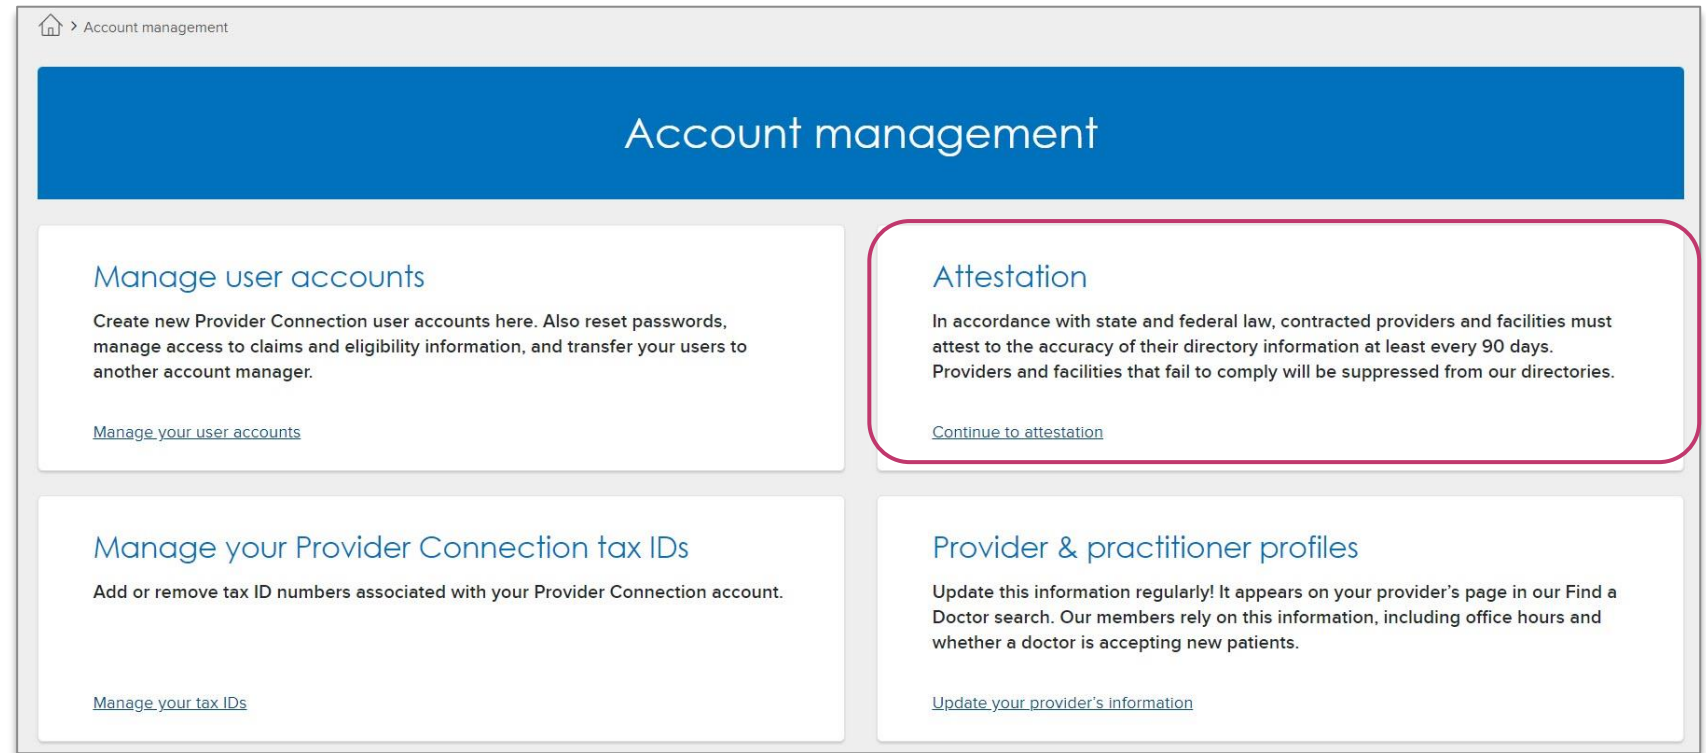 > Account management
Account management
Manage user accounts
Create new Provider Connection user accounts here. Also reset passwords,
manage access to claims and eligibility information, and transfer your users to
another account manager.
Manage your user accounts
Attestation
In accordance with state and federal law, contracted providers and facilities must
attest to the accuracy of their directory information at least every 90 days.
Providers and facilities that fail to comply will be suppressed from our directories.
Continue to attestation
Manage your Provider Connection tax IDs
Add or remove tax ID numbers associated with your Provider Connection account.
Manage your tax IDs
Provider & practitioner profiles
Update this information regularly! It appears on your provider’s page in our Find a
Doctor search. Our members rely on this information, including office hours and
whether a doctor is accepting new patients.
Update your provider’s information